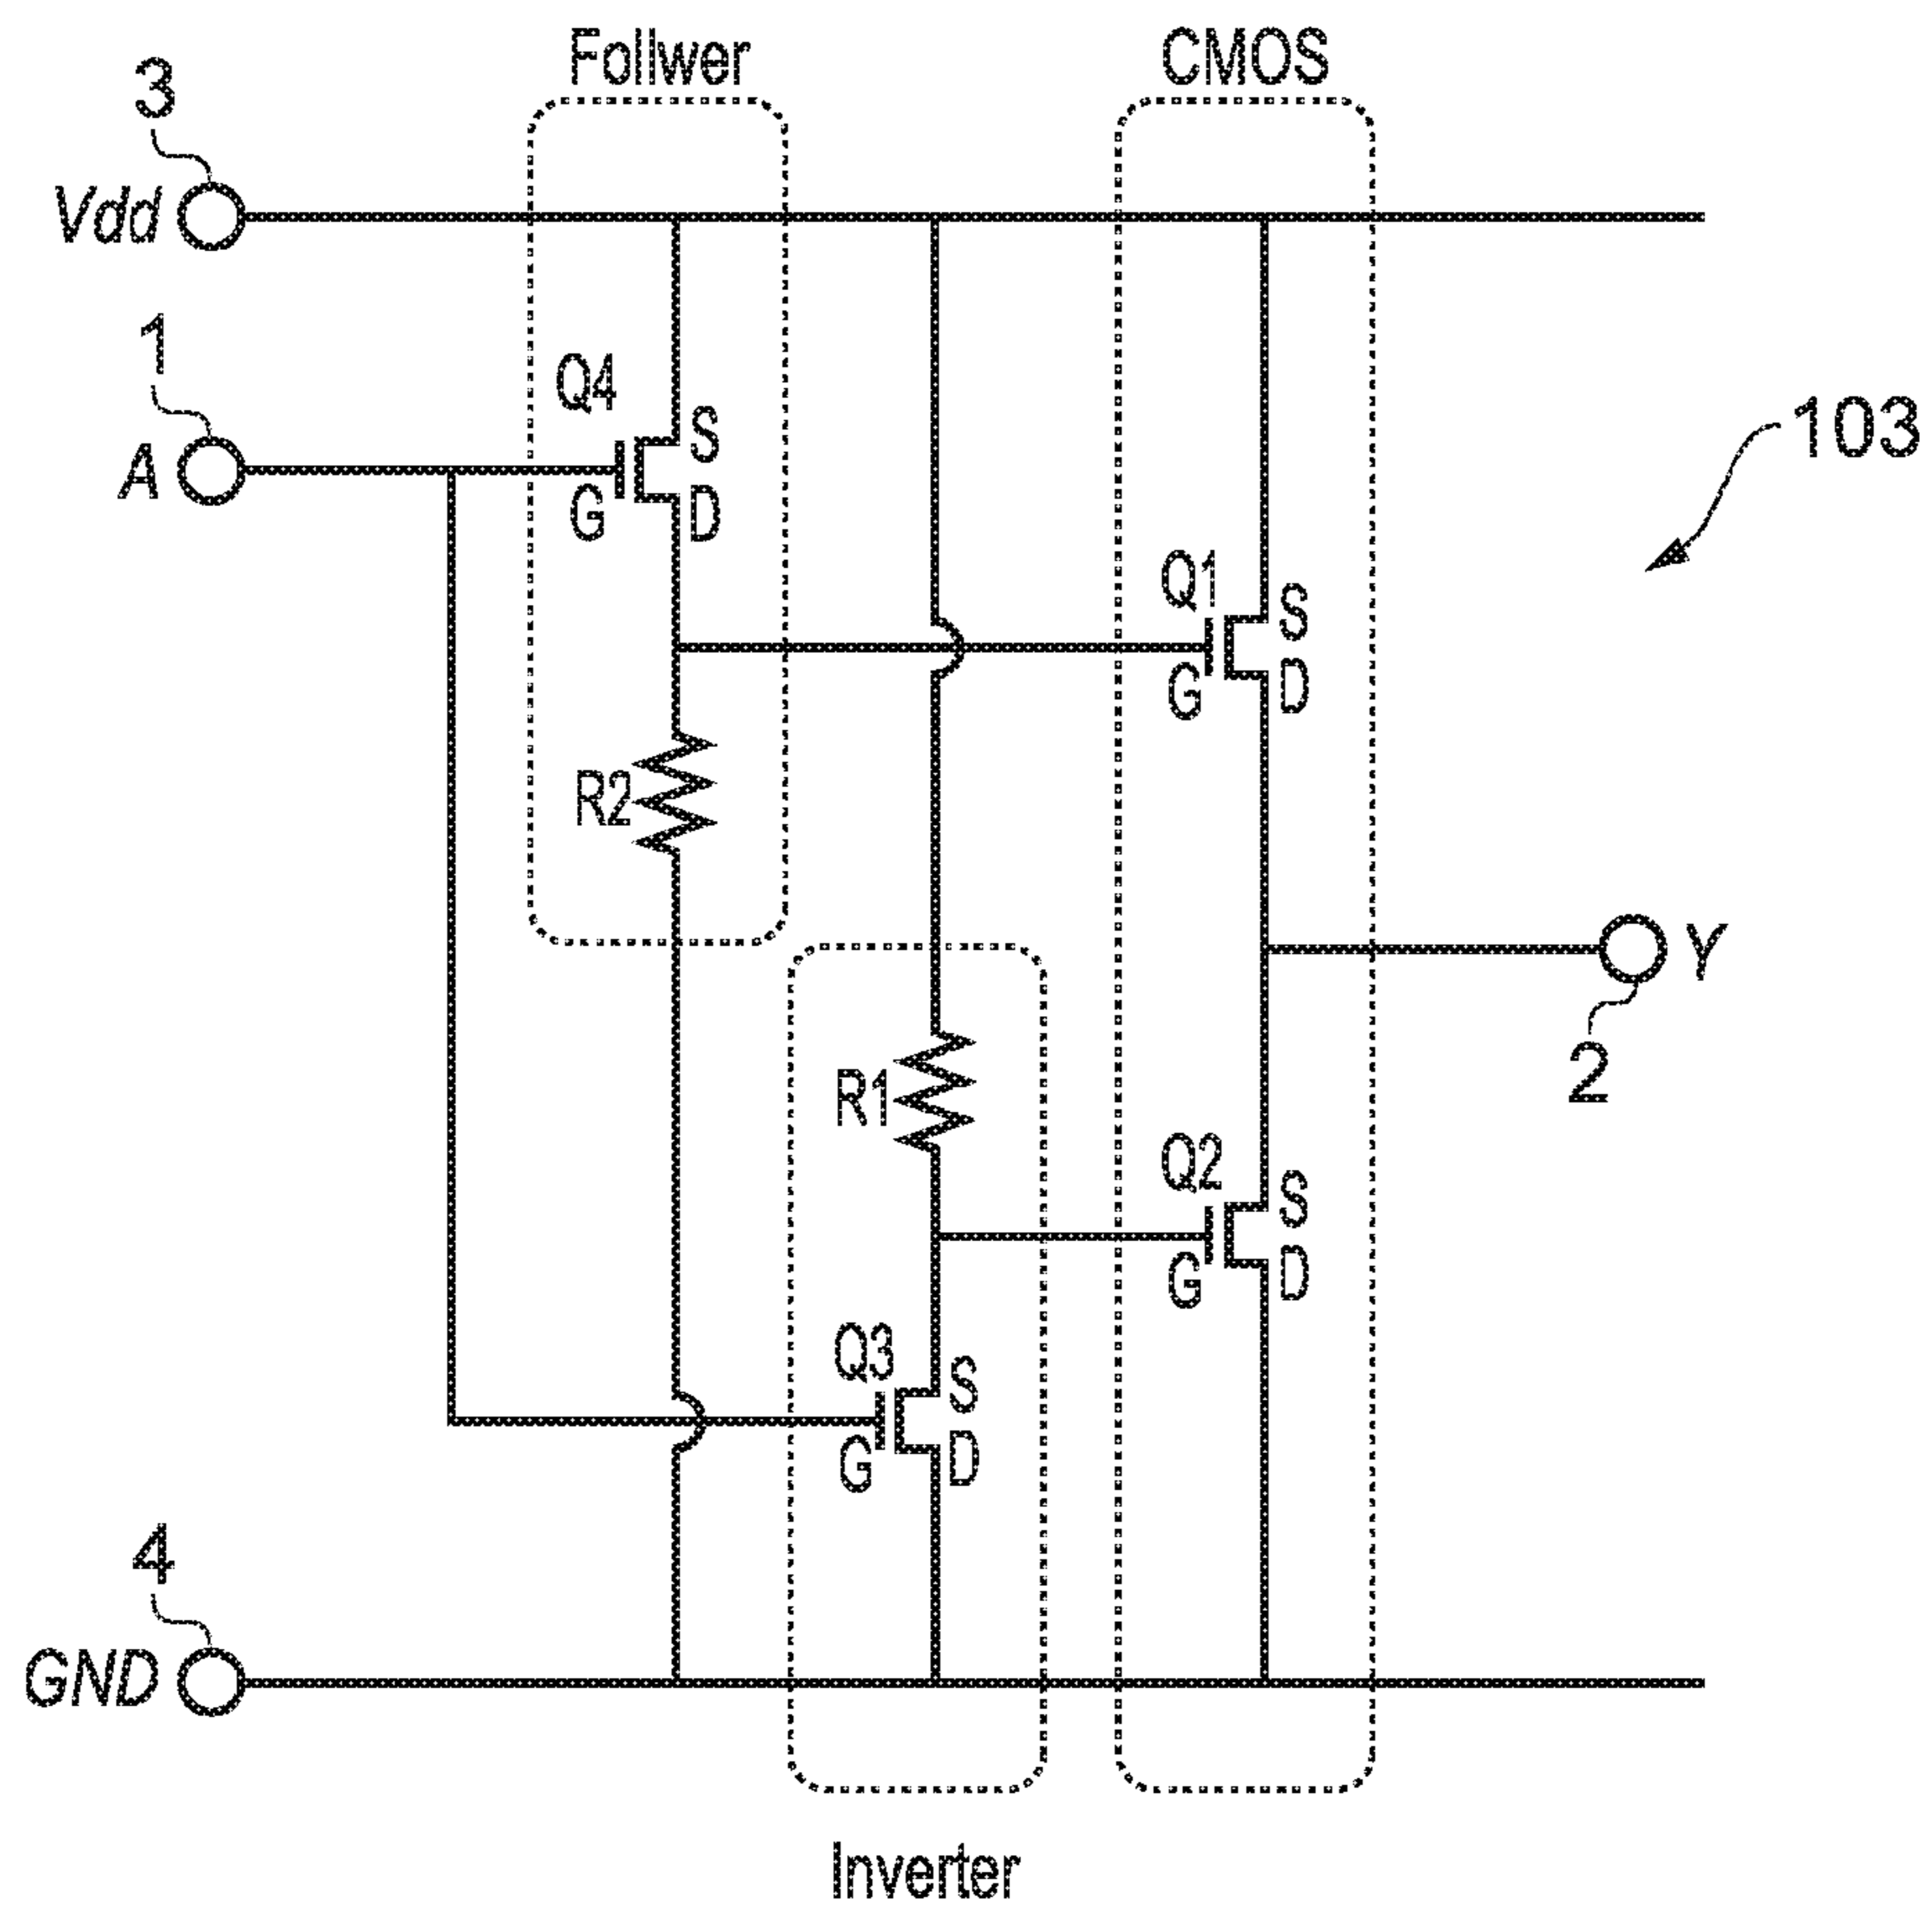 Follwer
CMOS
3
Vdd
1
A
Q4
S
G
D
103
Q1
S
G
D
R2
Y
2
R1
Q2
S
G
D
Q3
S
G
D
4
GND
Inverter